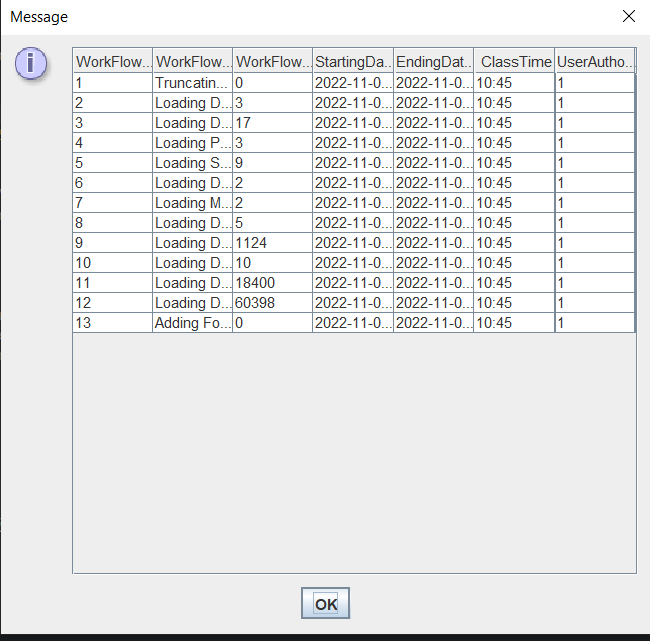 Message
WorkFlow... WorkFlow... WorkFlow... StartingDa... EndingDat... ClassTime UserAutho...
1 Truncatin... 0 2022-11-0... 2022-11-0... 10:45 1
2 Loading D... 3 2022-11-0... 2022-11-0... 10:45 1
3 Loading D... 17 2022-11-0... 2022-11-0... 10:45 1
4 Loading P... 3 2022-11-0... 2022-11-0... 10:45 1
5 Loading S... 9 2022-11-0... 2022-11-0... 10:45 1
6 Loading D... 2 2022-11-0... 2022-11-0... 10:45 1
7 Loading M... 2 2022-11-0... 2022-11-0... 10:45 1
8 Loading D... 5 2022-11-0... 2022-11-0... 10:45 1
9 Loading D... 1124 2022-11-0... 2022-11-0... 10:45 1
10 Loading D... 10 2022-11-0... 2022-11-0... 10:45 1
11 Loading D... 18400 2022-11-0... 2022-11-0... 10:45 1
12 Loading D... 60398 2022-11-0... 2022-11-0... 10:45 1
13 Adding Fo... 0 2022-11-0... 2022-11-0... 10:45 1
OK